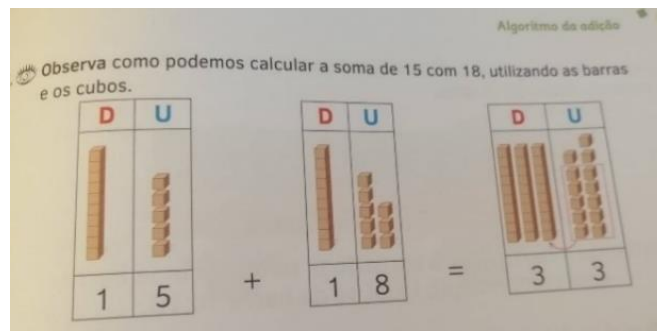 Algoritmo da adição
Observa como podemos calcular a soma de 15 com 18, utilizando as barras
e os cubos.
D U D U D U
1 5 + 1 8 = 3 3